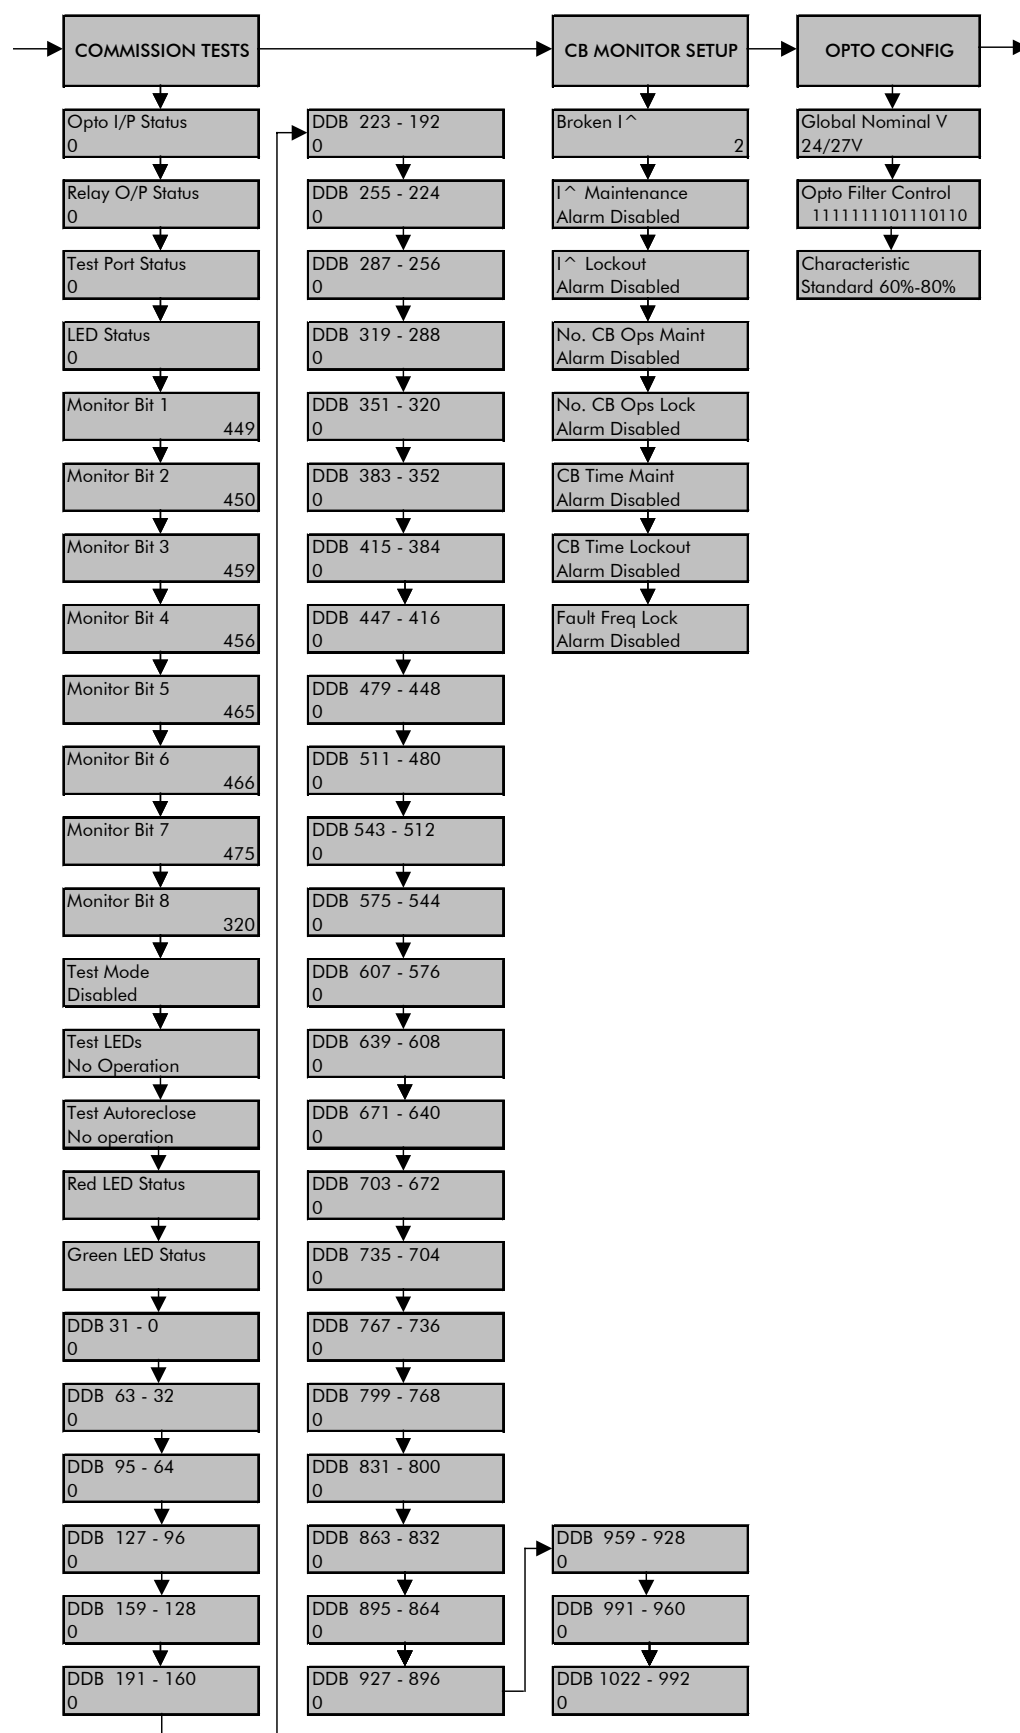 COMMISSION TESTS
Opto I/P Status
0
Relay O/P Status
0
Test Port Status
0
LED Status
0
Monitor Bit 1
449
Monitor Bit 2
450
Monitor Bit 3
459
Monitor Bit 4
456
Monitor Bit 5
465
Monitor Bit 6
466
Monitor Bit 7
475
Monitor Bit 8
320
Test Mode
Disabled
Test LEDs
No Operation
Test Autoreclose
No operation
Red LED Status
Green LED Status
DDB 31 - 0
0
DDB 63 - 32
0
DDB 95 - 64
0
DDB 127 - 96
0
DDB 159 - 128
0
DDB 191 - 160
0
DDB 223 - 192
0
DDB 255 - 224
0
DDB 287 - 256
0
DDB 319 - 288
0
DDB 351 - 320
0
DDB 383 - 352
0
DDB 415 - 384
0
DDB 447 - 416
0
DDB 479 - 448
0
DDB 511 - 480
0
DDB 543 - 512
0
DDB 575 - 544
0
DDB 607 - 576
0
DDB 639 - 608
0
DDB 671 - 640
0
DDB 703 - 672
0
DDB 735 - 704
0
DDB 767 - 736
0
DDB 799 - 768
0
DDB 831 - 800
0
DDB 863 - 832
0
DDB 895 - 864
0
DDB 927 - 896
0
DDB 959 - 928
0
DDB 991 - 960
0
DDB 1022 - 992
0
CB MONITOR SETUP
Broken I^
2
I^ Maintenance
Alarm Disabled
I^ Lockout
Alarm Disabled
No. CB Ops Maint
Alarm Disabled
No. CB Ops Lock
Alarm Disabled
CB Time Maint
Alarm Disabled
CB Time Lockout
Alarm Disabled
Fault Freq Lock
Alarm Disabled
OPTO CONFIG
Global Nominal V
24/27V
Opto Filter Control
1111111101110110
Characteristic
Standard 60%-80%